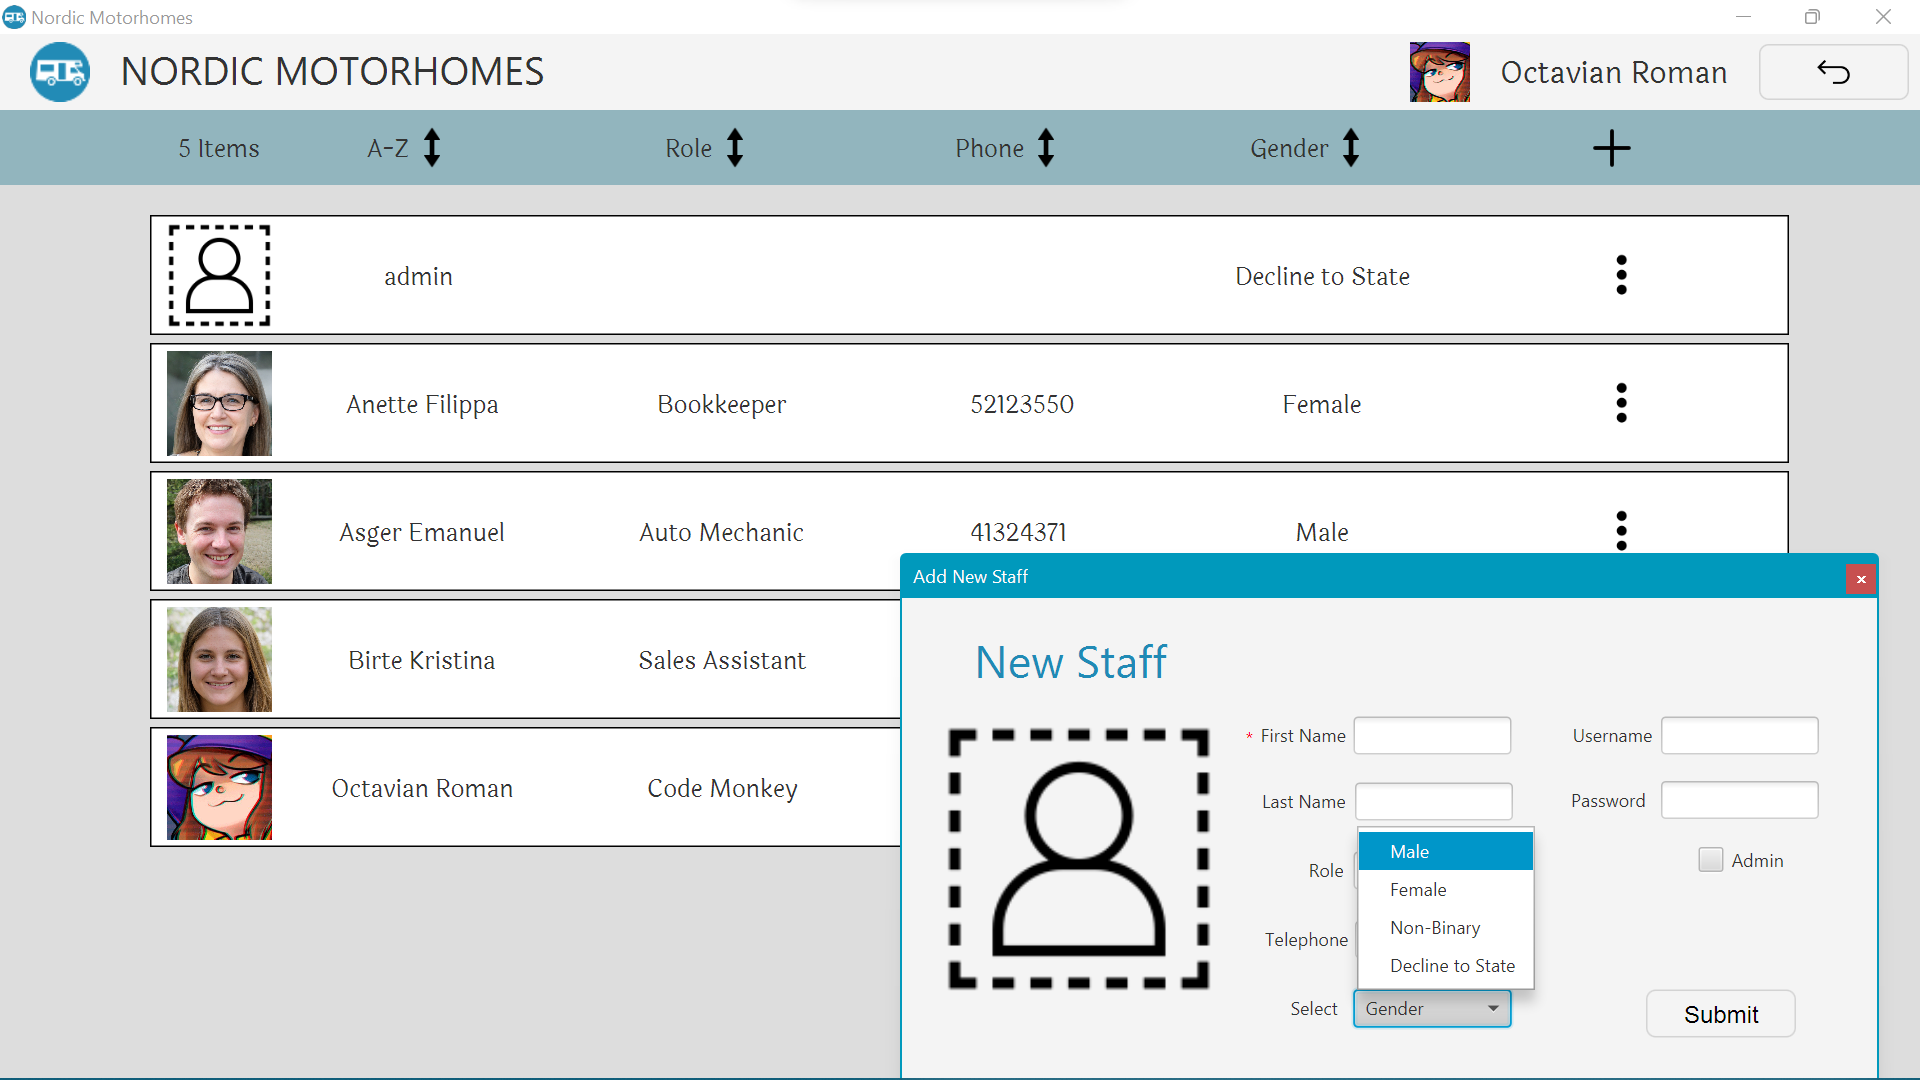 Nordic Motorhomes
NORDIC MOTORHOMES
Octavian Roman
5 Items A-Z Role Phone Gender
admin Decline to State
Anette Filippa Bookkeeper 52123550 Female
Asger Emanuel Auto Mechanic 41324371 Male
Birte Kristina Sales Assistant
Octavian Roman Code Monkey
Add New Staff
x
New Staff
* First Name
Username
Last Name
Password
Role
Admin
Telephone
Male
Female
Non-Binary
Decline to State
Select Gender
Submit